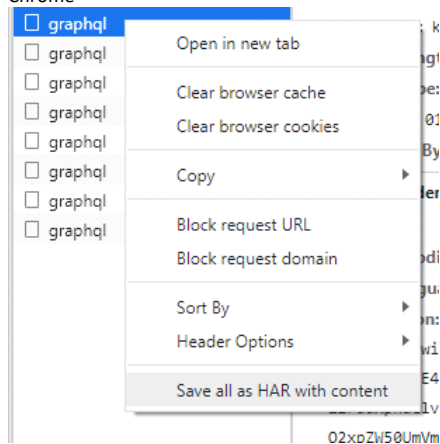 Chrome
graphql
graphql
graphql
graphql
graphql
graphql
graphql
graphql
Open in new tab
Clear browser cache
Clear browser cookies
Copy
Block request URL
Block request domain
Sort By
Header Options
Save all as HAR with content
O2xpZW50UmVm